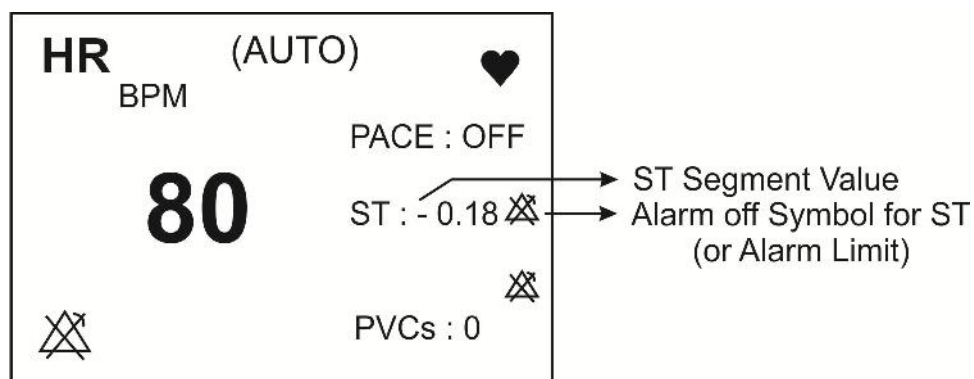 HR (AUTO)
BPM
PACE : OFF
80
ST : - 0.18
PVCs : 0
ST Segment Value
Alarm off Symbol for ST
(or Alarm Limit)